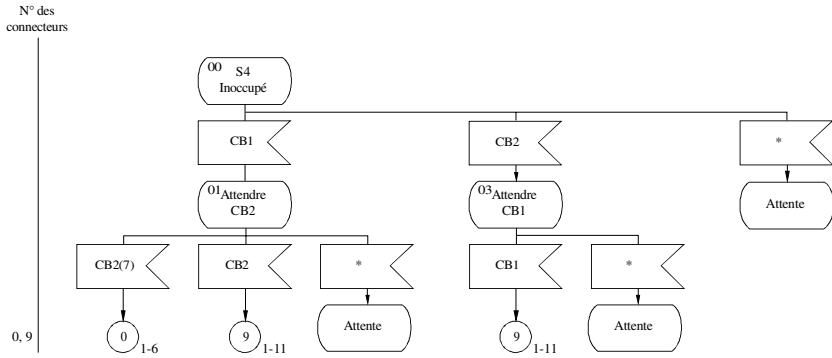 N° des
connecteurs
00
S4
Inoccupé
CB1
CB2
*
01 Attendre
CB2
03 Attendre
CB1
Attente
CB2(7)
CB2
*
CB1
*
0, 9
0
1-6
9
1-11
Attente
9
1-11
Attente